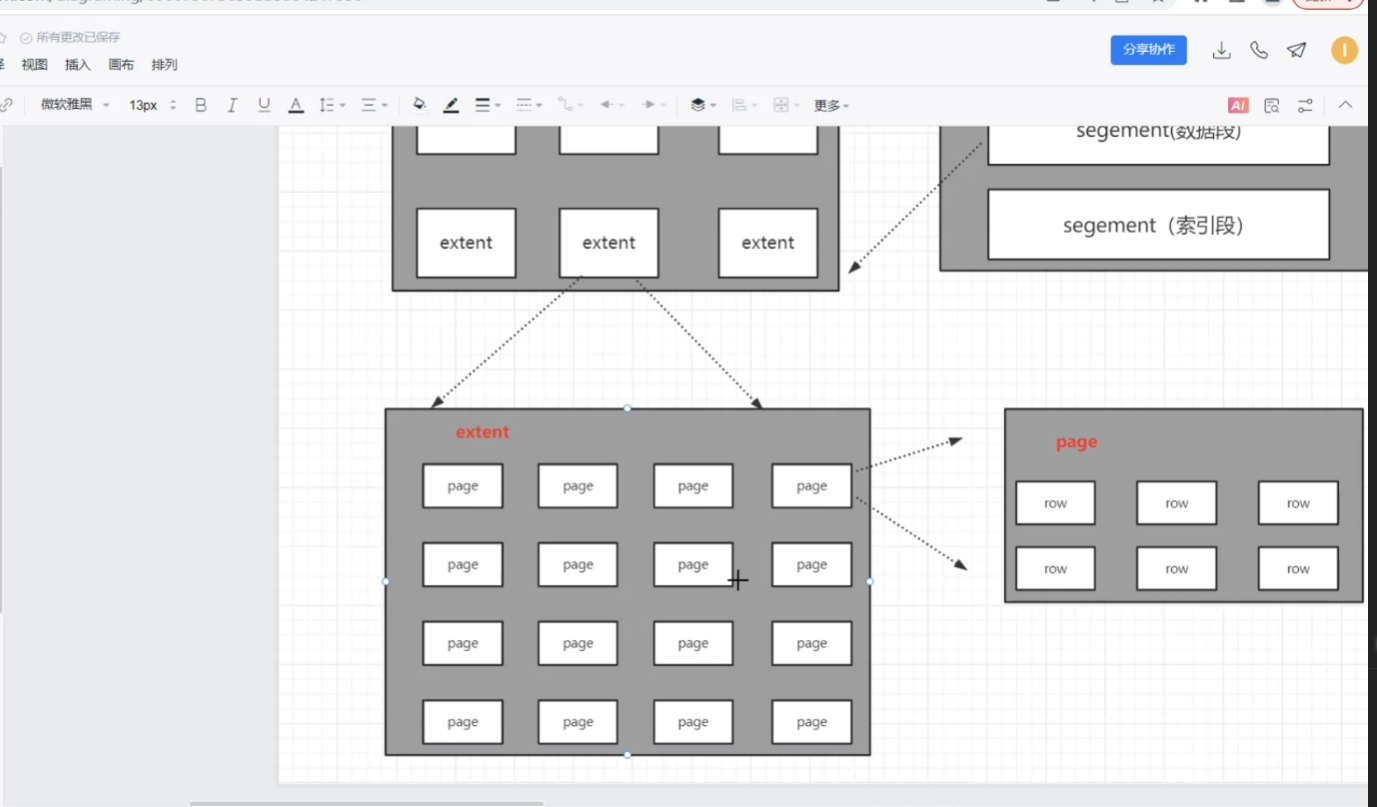 所有更改已保存
分享协作
视图 插入 画布 排列
微软雅黑 13px B I U A 更多 AI
segement(数据段)
segement（索引段）
extent extent extent
extent
page page page page
page page page page
page page page page
page page page page
page
row row row
row row row